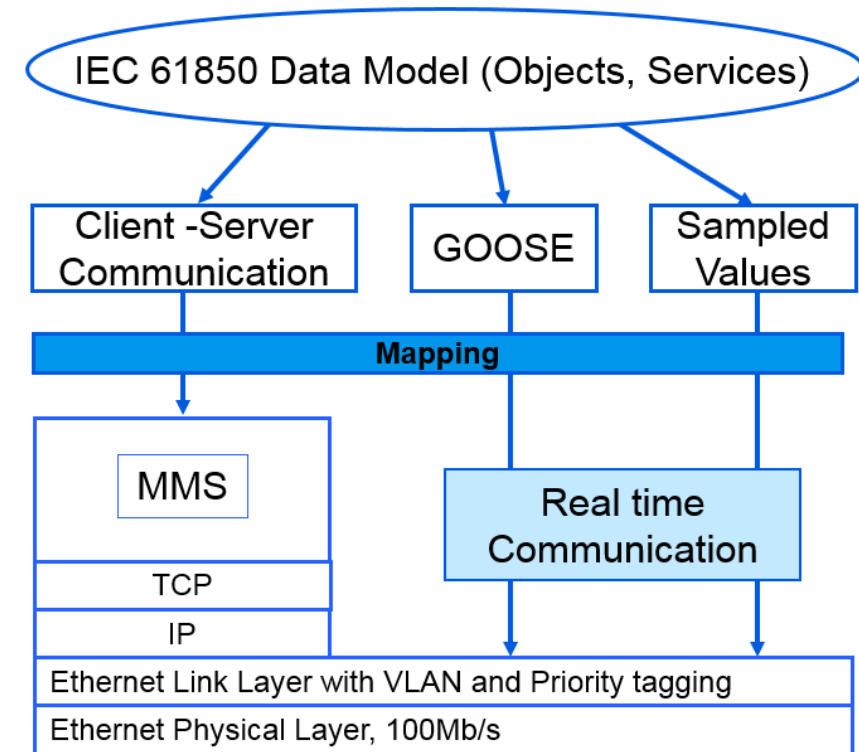 IEC 61850 Data Model (Objects, Services)
Client -Server
Communication
GOOSE
Sampled
Values
Mapping
MMS
Real time
Communication
TCP
IP
Ethernet Link Layer with VLAN and Priority tagging
Ethernet Physical Layer, 100Mb/s